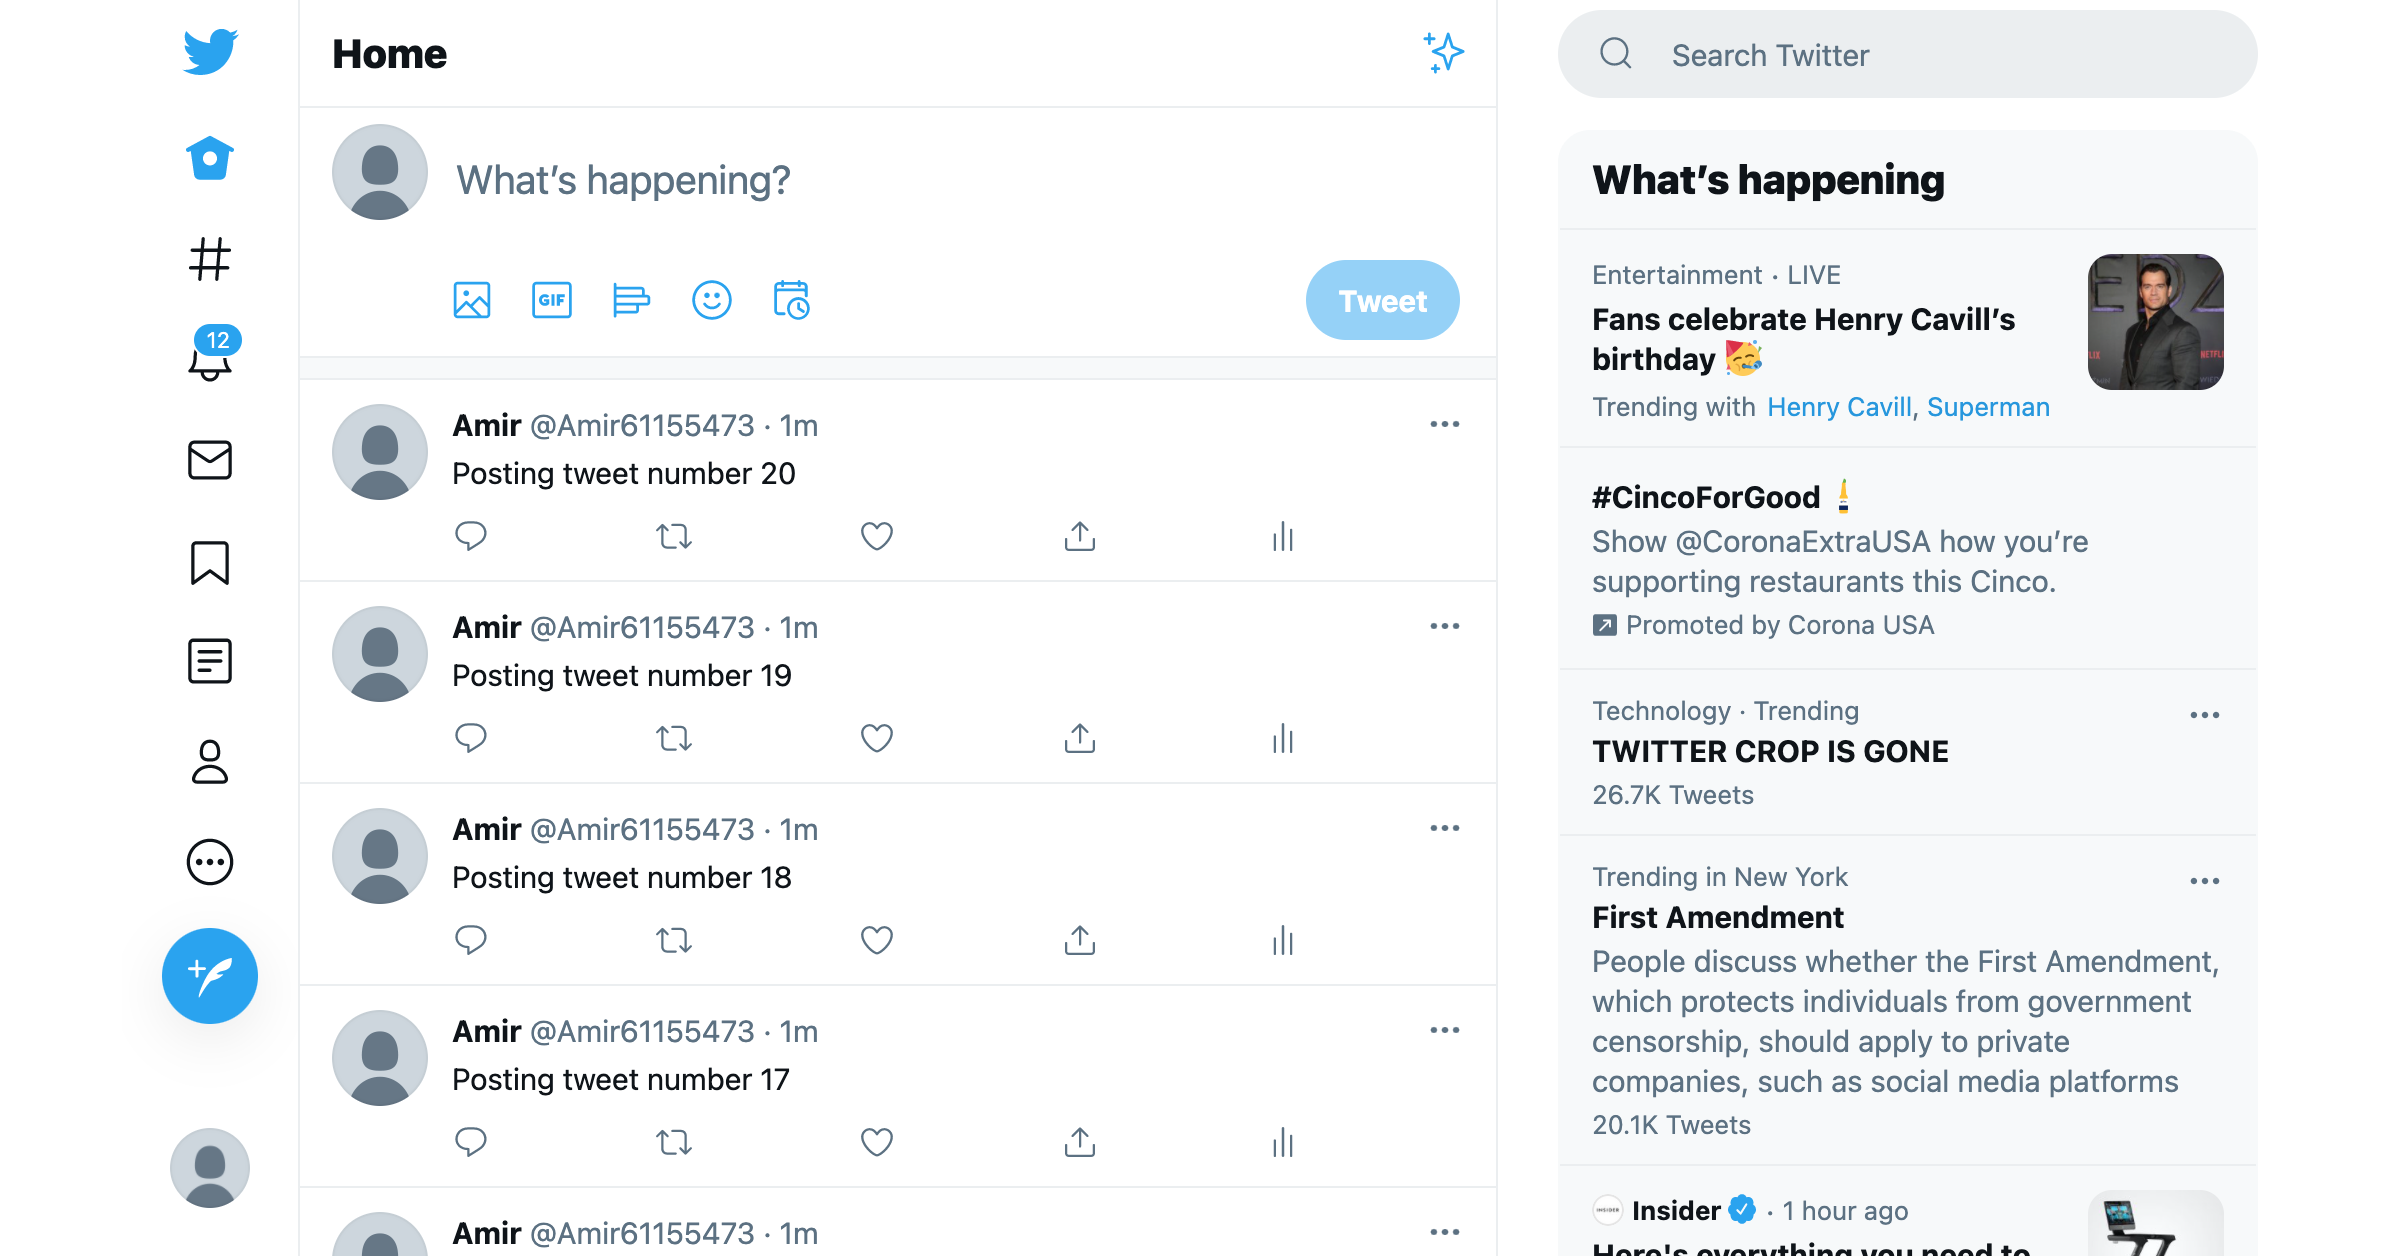 Home
What's happening?
GIF
Tweet
12
Amir @Amir61155473 · 1m
Posting tweet number 20
Amir @Amir61155473 · 1m
Posting tweet number 19
Amir @Amir61155473 · 1m
Posting tweet number 18
Amir @Amir61155473 · 1m
Posting tweet number 17
Amir @Amir61155473 · 1m
Search Twitter
What's happening
Entertainment · LIVE
Fans celebrate Henry Cavill's
birthday 🥳
Trending with Henry Cavill, Superman
#CincoForGood
Show @CoronaExtraUSA how you're
supporting restaurants this Cinco.
Promoted by Corona USA
Technology · Trending
TWITTER CROP IS GONE
26.7K Tweets
Trending in New York
First Amendment
People discuss whether the First Amendment,
which protects individuals from government
censorship, should apply to private
companies, such as social media platforms
20.1K Tweets
Insider · 1 hour ago
Here's everything you need to